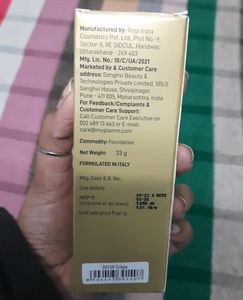 Manufactured by: Regi India
Cosmetics Pvt. Ltd., Plot No.-9,
Sector-5, IIE SIDCUL, Haridwar,
Uttarakhand - 249 403
Mfg. Lic. No.: 10/C/UA/2021
Marketed by & Customer Care
address: Sanghvi Beauty &
Technologies Private Limited, 105/2
Sanghvi House, Shivajinagar,
Pune - 411 005, Maharashtra, India
For Feedback/Complaints &
Customer Care Support:
Call Customer Care Executive on
022 489 13 663 or E-mail:
care@myglamm.com
Commodity: Foundation
Net Wt.: 33 g
FORMULATED IN ITALY
Mfg. Date & B. No.:
Use before:
MRP ₹:
(inclusive of all taxes)
Unit sale price ₹ per g:
201W Crêpe